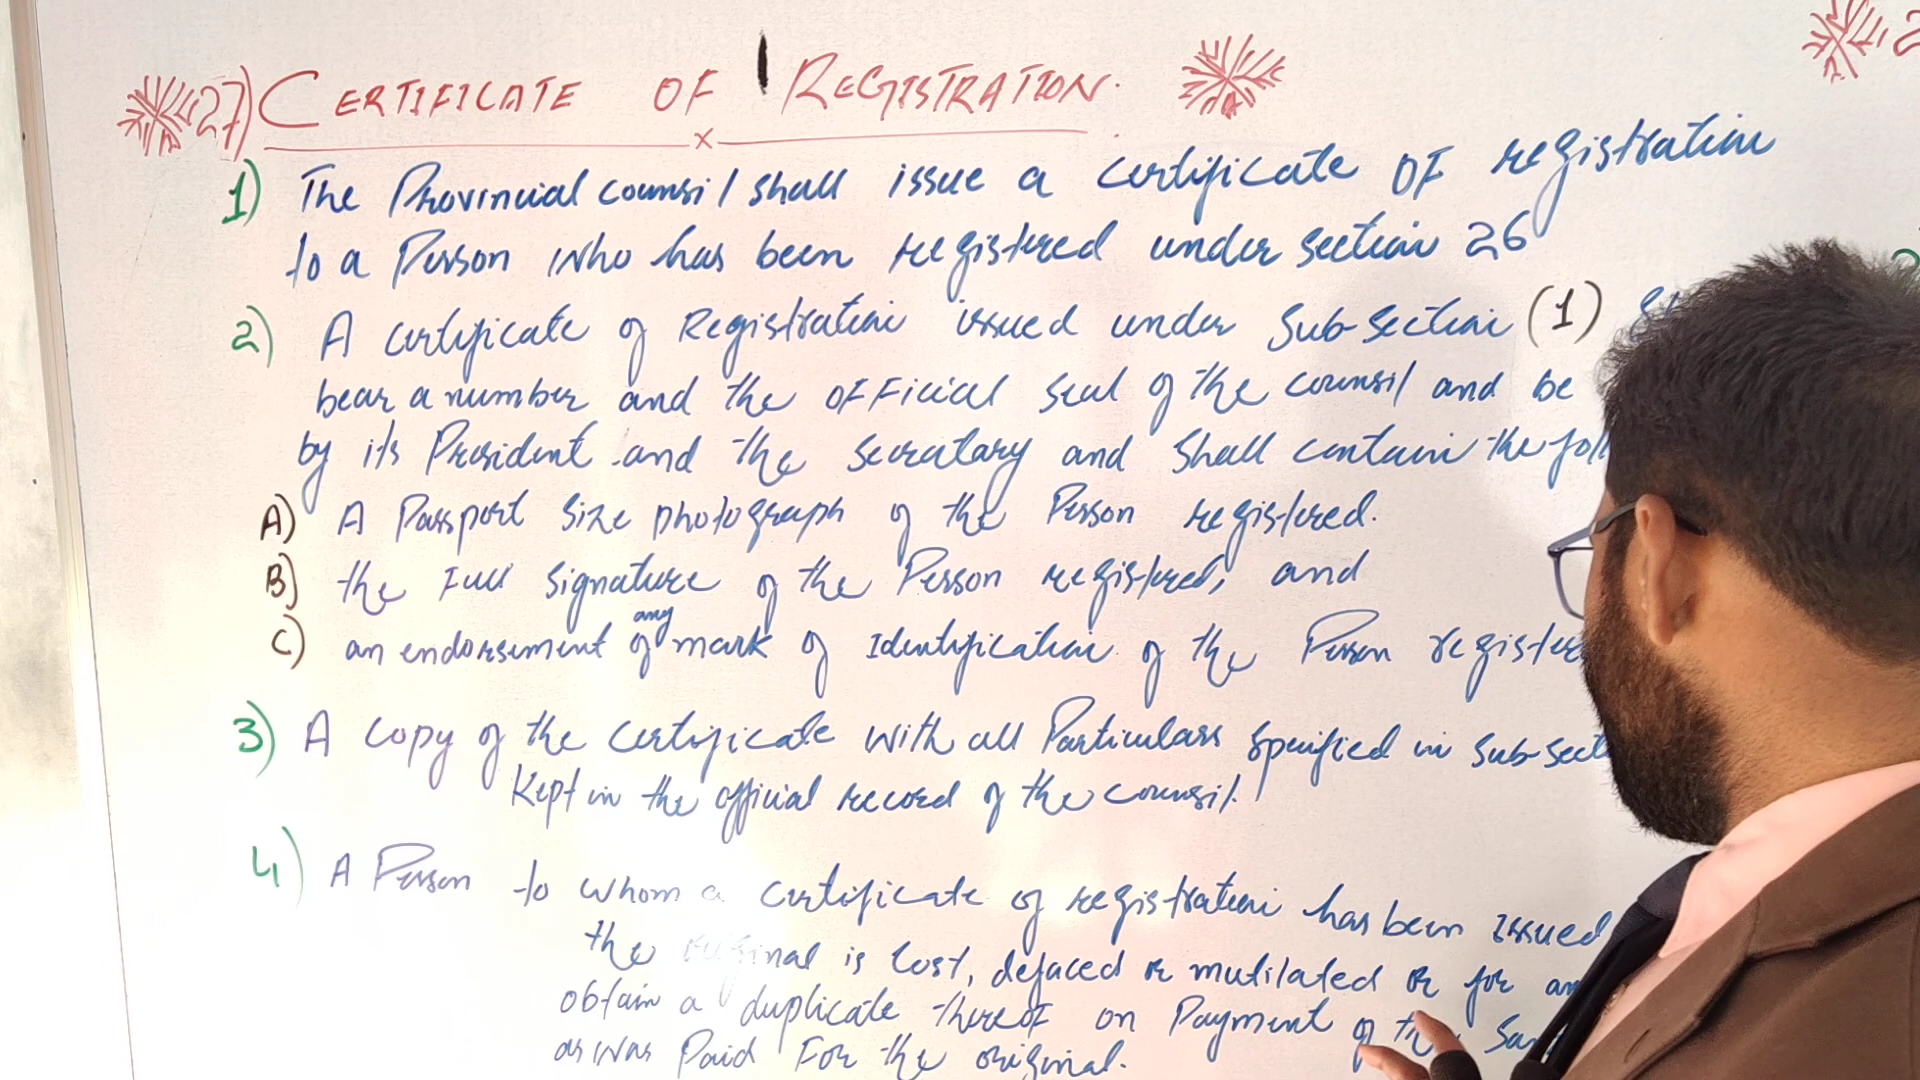 27) CERTIFICATE OF REGISTRATION.
1) The Provincial counsil shall issue a certificate OF registration
to a Person who has been registered under section 26
2) A certificate of Registration issued under Sub-Section (1)
bear a number and the OFFicial seal of the counsil and be
by its President and the secratary and shall contain the
A) A Passport Size photograph of the Person registered.
B) the Full signature of the Person registered, and
C) an endorsement of any mark of Identification of the Person
3) A copy of the certificate with all Particulars specified in
Kept in the official record of the counsil.
4) A Person to whom a certificate of registration has been issued
the original is lost, defaced or mutilated or for
obtain a duplicate thereof on Payment of the
as was Paid For the original.